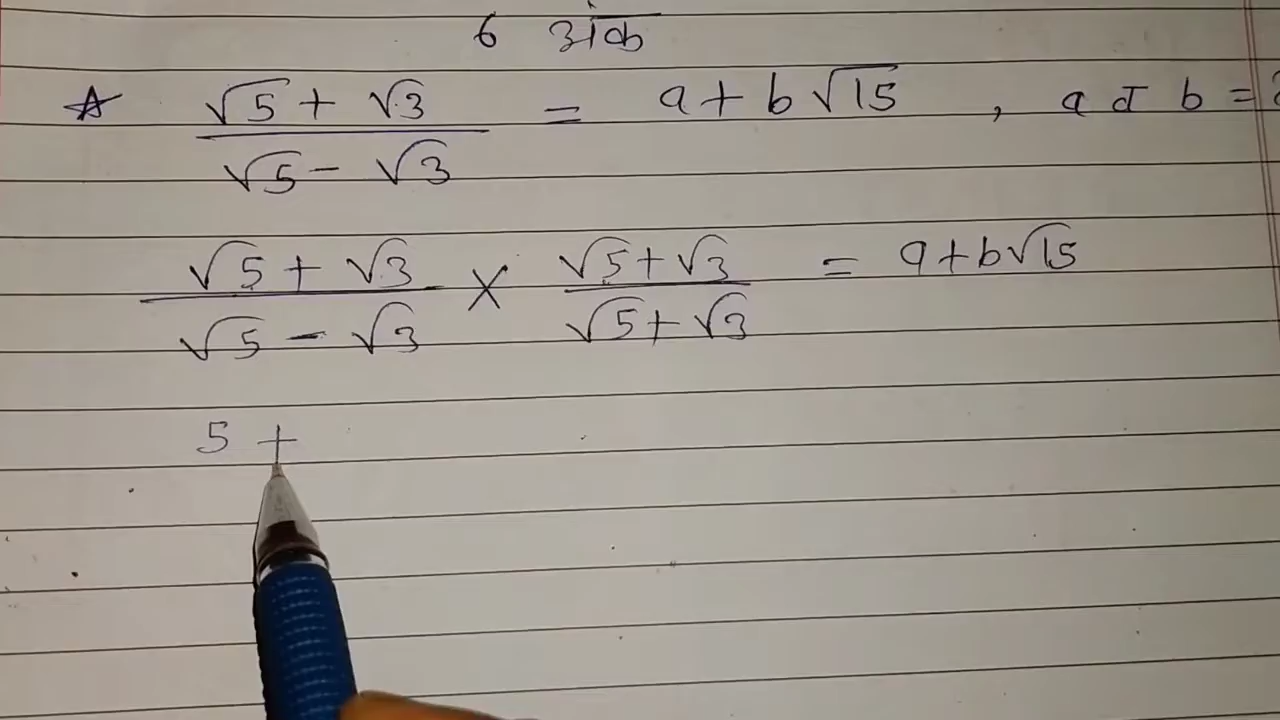 6 अंक
☆ (√5 + √3) / (√5 - √3) = a + b√15 , a व b =
(√5 + √3) / (√5 - √3) × (√5 + √3) / (√5 + √3) = a + b√15
5 +